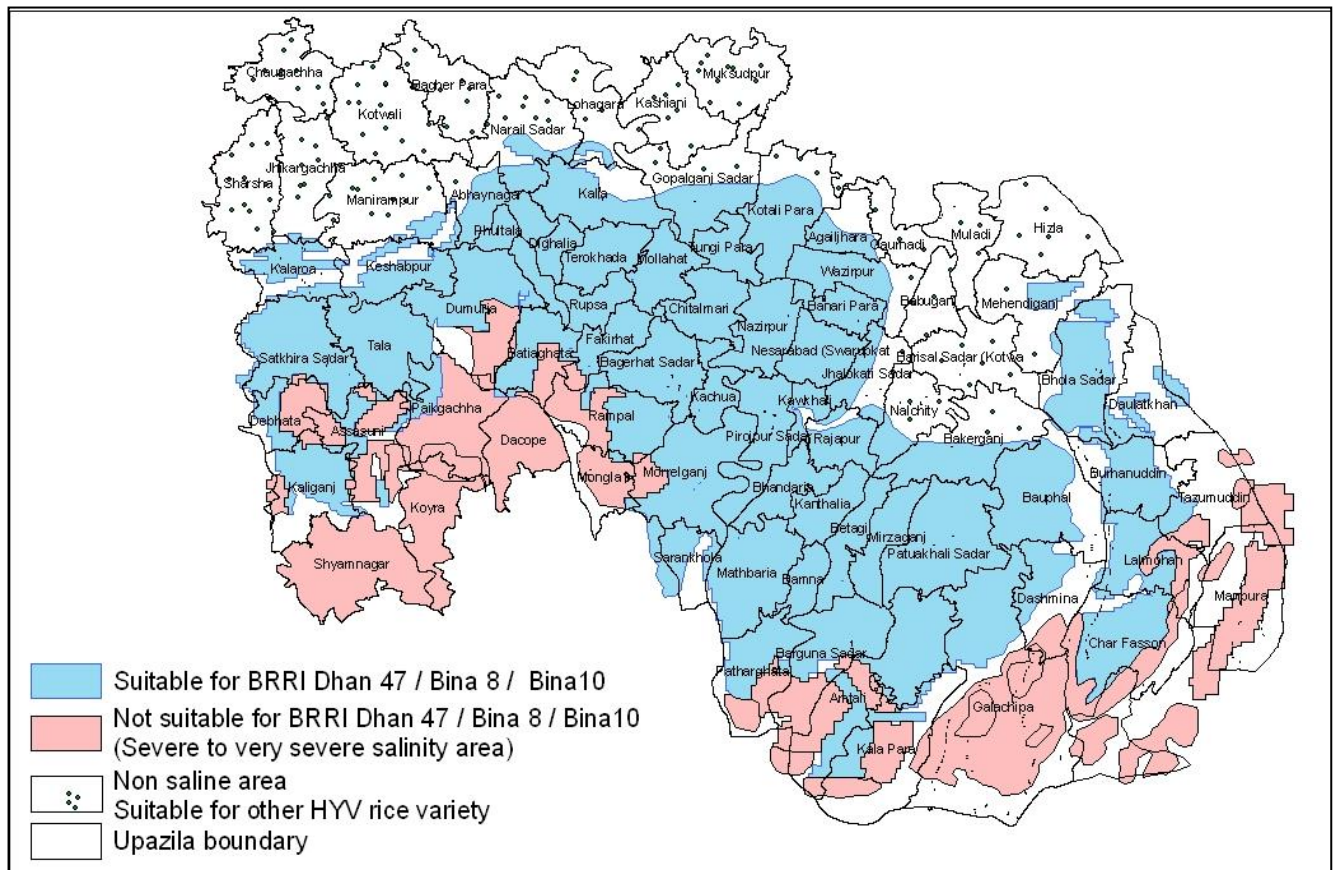 Chaugachha
Bagher Para
Muksudpur
Kotwali
Lohagara
Kashiani
Narail Sadar
Jhikargachha
Sharsha
Manirampur
Abhaynaga
Kalia
Gopalganj Sadar
Kotali Para
Phultala
Dighalia
Terokhada
Mollahat
Tungi Para
Agailjhara
Gaurnadi
Muladi
Hizla
Kalaroa
Keshabpur
Wazirpur
Babuganj
Mehendiganj
Dumuria
Rupsa
Chitalmari
Banari Para
Nazirpur
Satkhira Sadar
Tala
Batiaghata
Fakirhat
Bagerhat Sadar
Nesarabad (Swarupkat
Barisal Sadar (Kotwa
Jhalokati Sadar
Bhola Sadar
Debhata
Assasuni
Paikgachha
Dacope
Rampal
Kachua
Kawkhali
Nalchity
Daulatkhan
Pirojpur Sadar
Rajapur
Bakerganj
Kaliganj
Koyra
Mongla
Morrelganj
Bhandaria
Kanthalia
Bauphal
Burhanuddin
Tazumuddin
Betagi
Mirzaganj
Patuakhali Sadar
Shyamnagar
Sarankhola
Mathbaria
Bamna
Lalmohan
Dashmina
Manpura
Char Fasson
Barguna Sadar
Patharghata
Amtali
Galachipa
Kala Para
Suitable for BRRI Dhan 47 / Bina 8 / Bina10
Not suitable for BRRI Dhan 47 / Bina 8 / Bina10
(Severe to very severe salinity area)
Non saline area
Suitable for other HYV rice variety
Upazila boundary